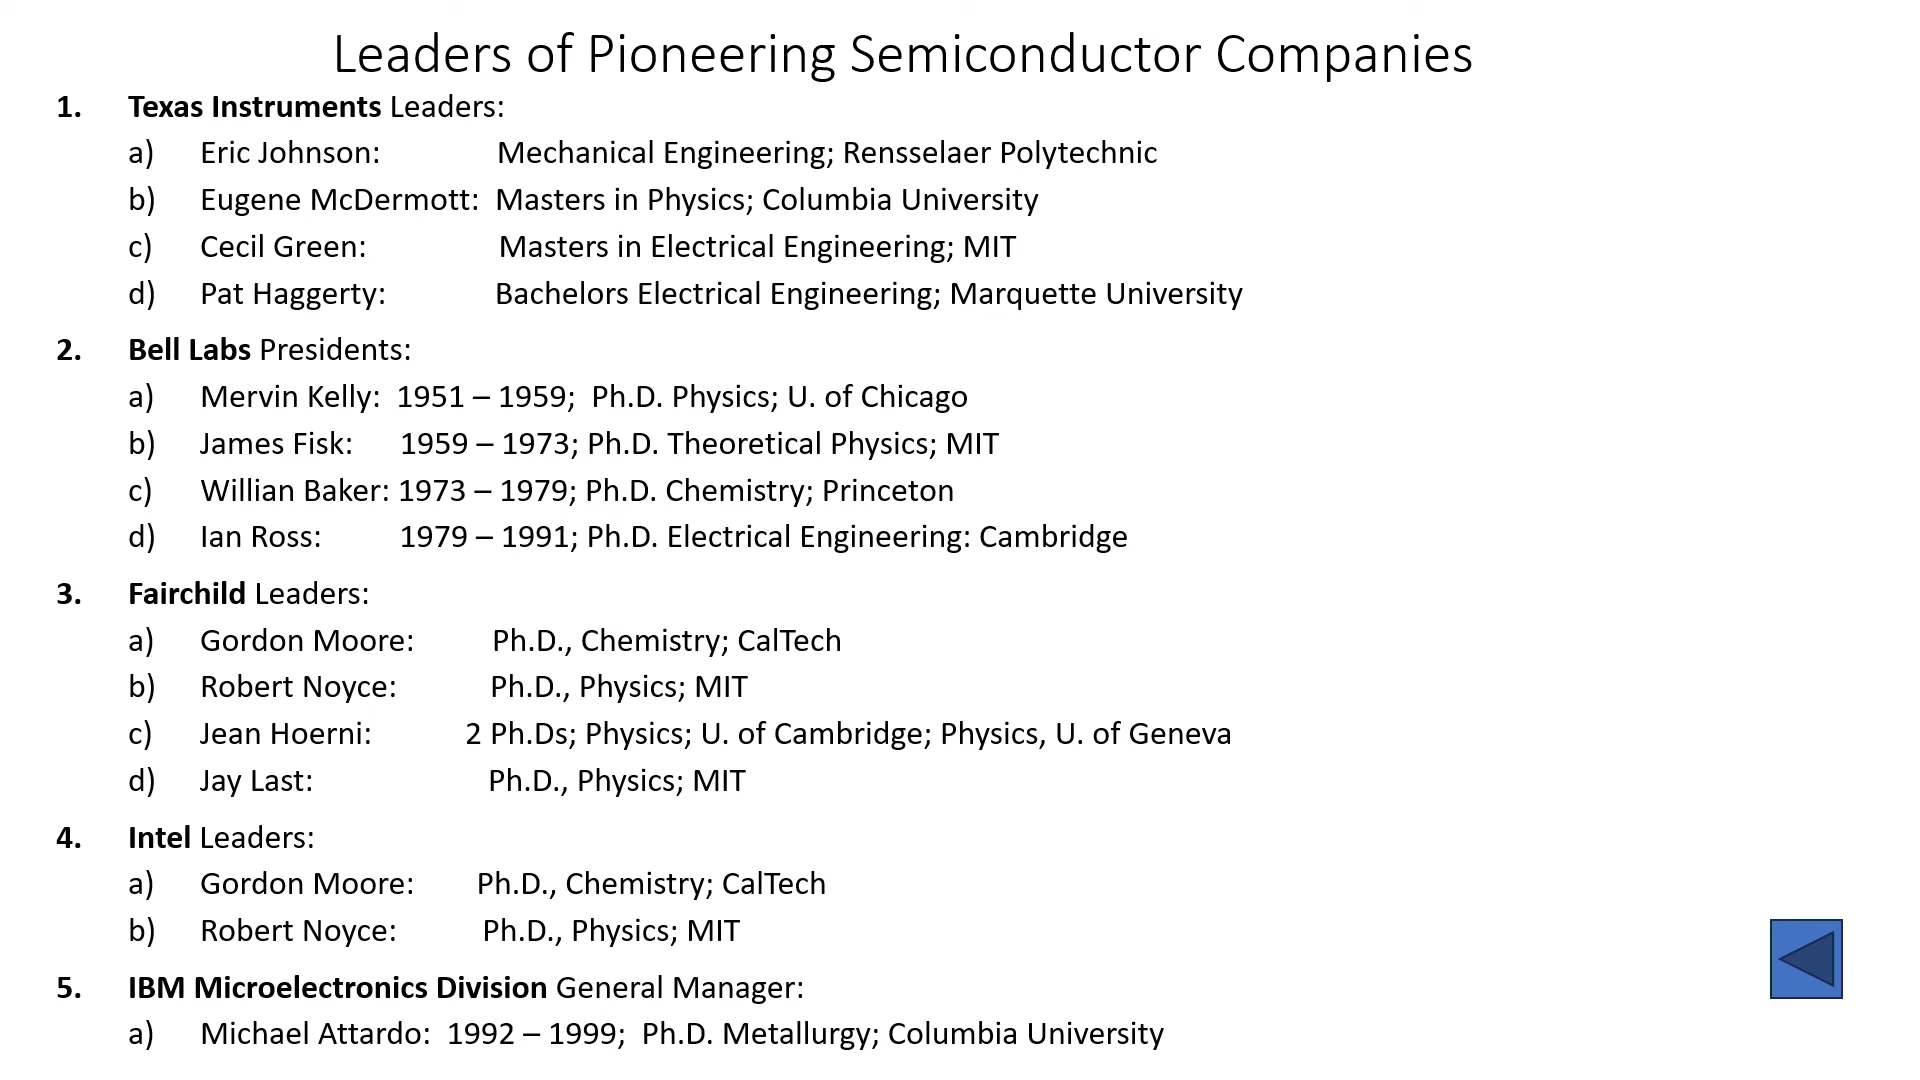 Leaders of Pioneering Semiconductor Companies
1. Texas Instruments Leaders:
a) Eric Johnson: Mechanical Engineering; Rensselaer Polytechnic
b) Eugene McDermott: Masters in Physics; Columbia University
c) Cecil Green: Masters in Electrical Engineering; MIT
d) Pat Haggerty: Bachelors Electrical Engineering; Marquette University
2. Bell Labs Presidents:
a) Mervin Kelly: 1951 – 1959; Ph.D. Physics; U. of Chicago
b) James Fisk: 1959 – 1973; Ph.D. Theoretical Physics; MIT
c) Willian Baker: 1973 – 1979; Ph.D. Chemistry; Princeton
d) Ian Ross: 1979 – 1991; Ph.D. Electrical Engineering: Cambridge
3. Fairchild Leaders:
a) Gordon Moore: Ph.D., Chemistry; CalTech
b) Robert Noyce: Ph.D., Physics; MIT
c) Jean Hoerni: 2 Ph.Ds; Physics; U. of Cambridge; Physics, U. of Geneva
d) Jay Last: Ph.D., Physics; MIT
4. Intel Leaders:
a) Gordon Moore: Ph.D., Chemistry; CalTech
b) Robert Noyce: Ph.D., Physics; MIT
5. IBM Microelectronics Division General Manager:
a) Michael Attardo: 1992 – 1999; Ph.D. Metallurgy; Columbia University